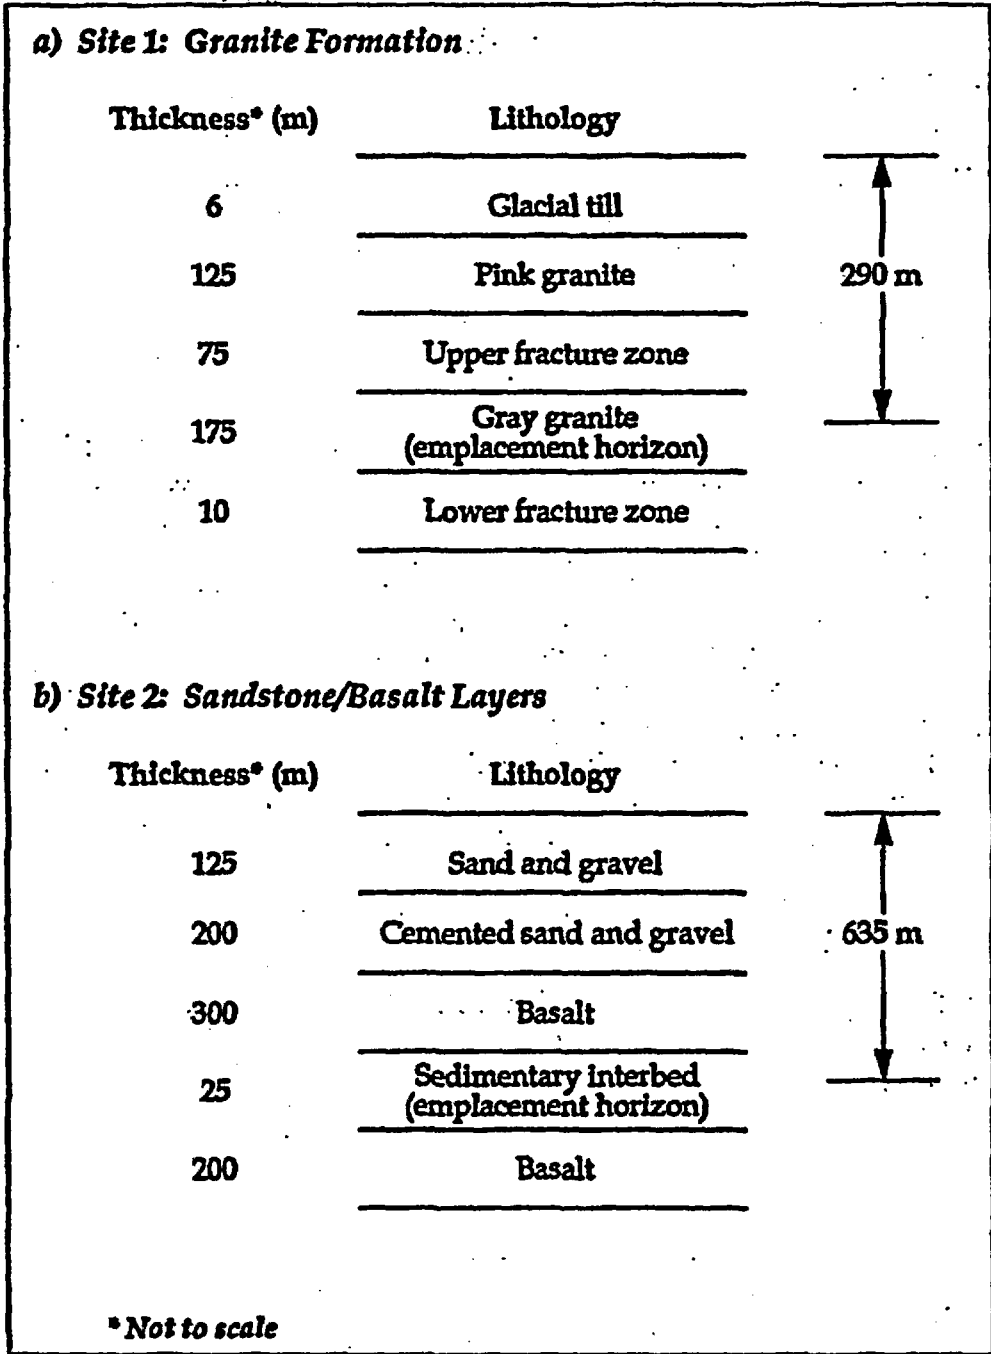 a) Site 1: Granite Formation
Thickness* (m) Lithology
6 Glacial till
125 Pink granite 290 m
75 Upper fracture zone
175 Gray granite
(emplacement horizon)
10 Lower fracture zone
b) Site 2: Sandstone/Basalt Layers
Thickness* (m) Lithology
125 Sand and gravel
200 Cemented sand and gravel 635 m
300 Basalt
25 Sedimentary interbed
(emplacement horizon)
200 Basalt
* Not to scale